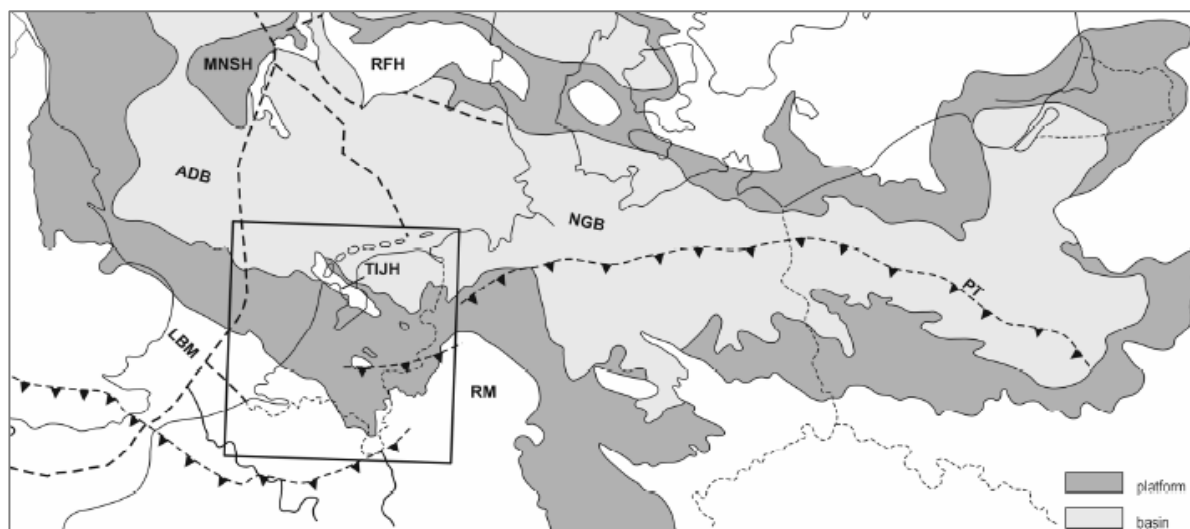 MNSH
RFH
ADB
NGB
TIJH
PT
LBM
RM
platform
basin